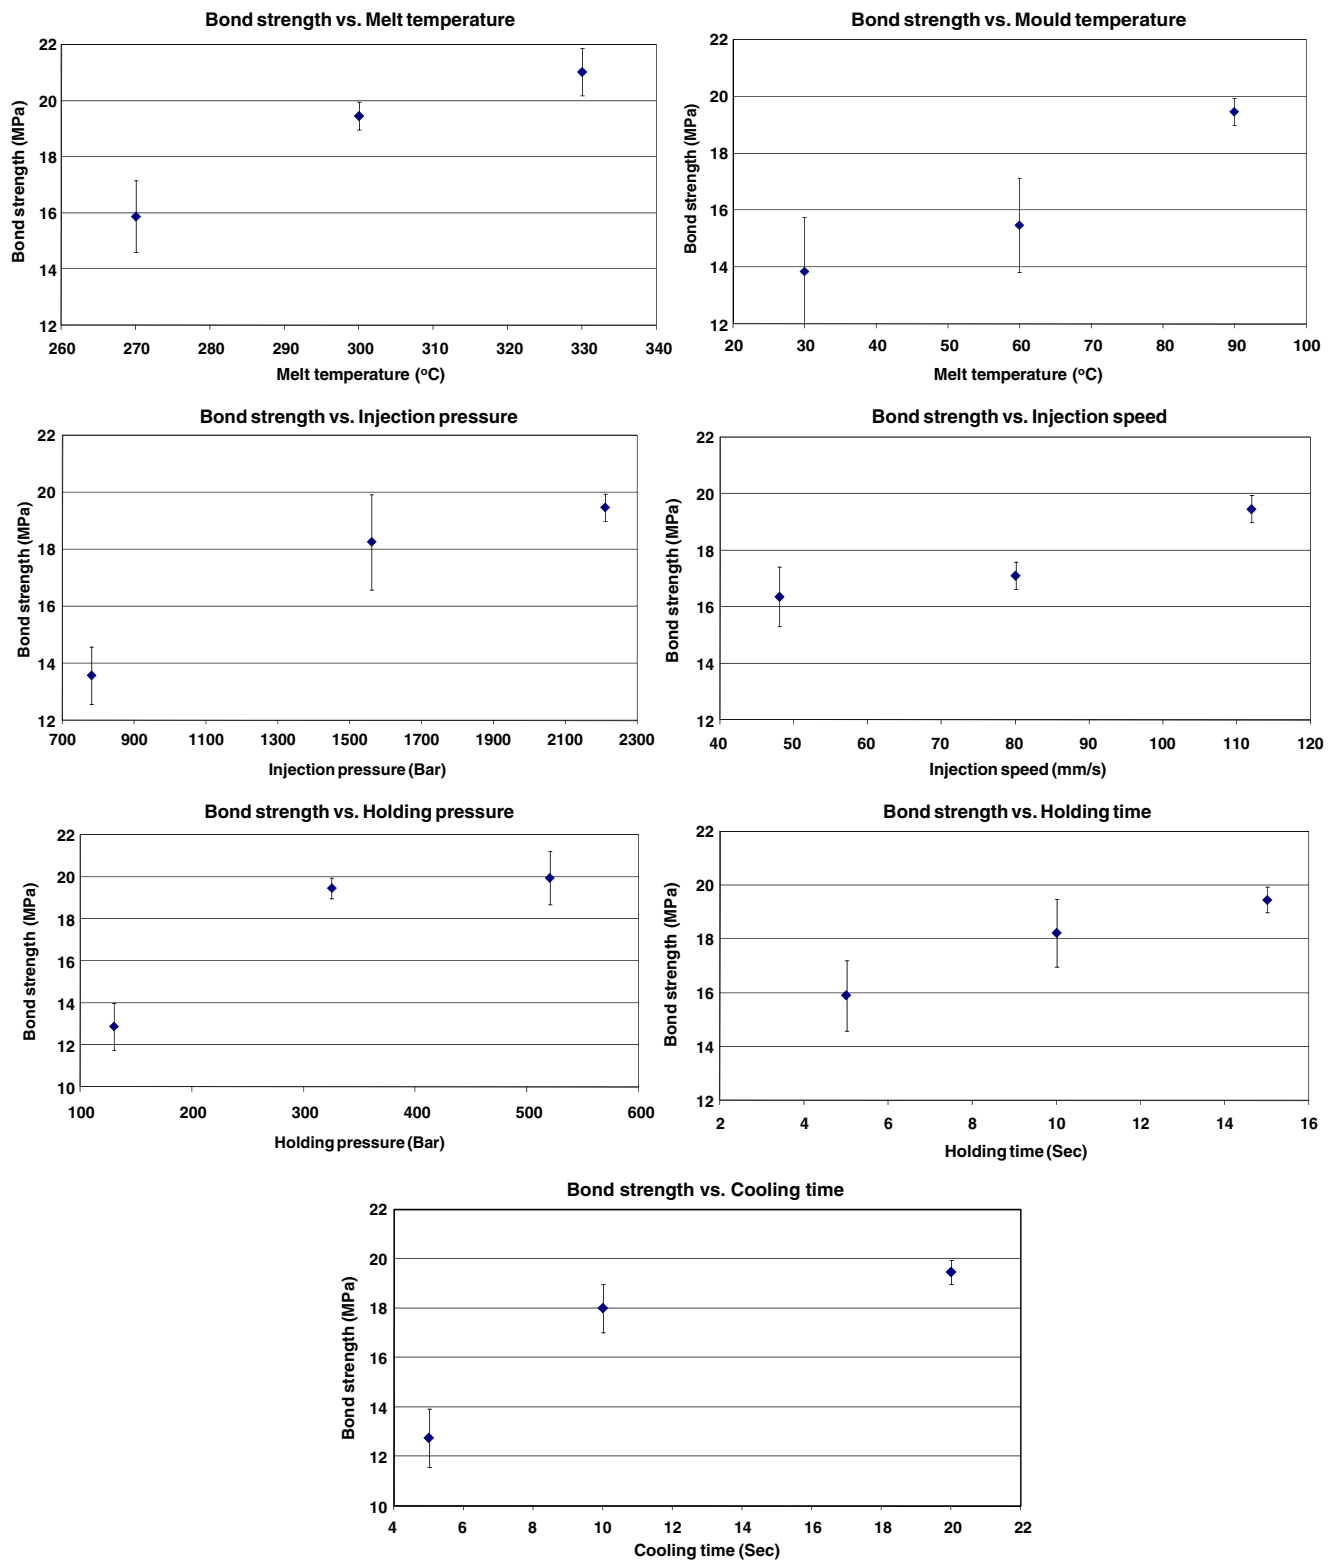 Bond strength vs. Melt temperature
Bond strength (MPa)
22
20
18
16
14
12
260 270 280 290 300 310 320 330 340
Melt temperature (°C)
Bond strength vs. Mould temperature
Bond strength (MPa)
22
20
18
16
14
12
20 30 40 50 60 70 80 90 100
Melt temperature (°C)
Bond strength vs. Injection pressure
Bond strength (MPa)
22
20
18
16
14
12
700 900 1100 1300 1500 1700 1900 2100 2300
Injection pressure (Bar)
Bond strength vs. Injection speed
Bond strength (MPa)
22
20
18
16
14
12
40 50 60 70 80 90 100 110 120
Injection speed (mm/s)
Bond strength vs. Holding pressure
Bond strength (MPa)
22
20
18
16
14
12
10
100 200 300 400 500 600
Holding pressure (Bar)
Bond strength vs. Holding time
Bond strength (MPa)
22
20
18
16
14
12
2 4 6 8 10 12 14 16
Holding time (Sec)
Bond strength vs. Cooling time
Bond strength (MPa)
22
20
18
16
14
12
10
4 6 8 10 12 14 16 18 20 22
Cooling time (Sec)